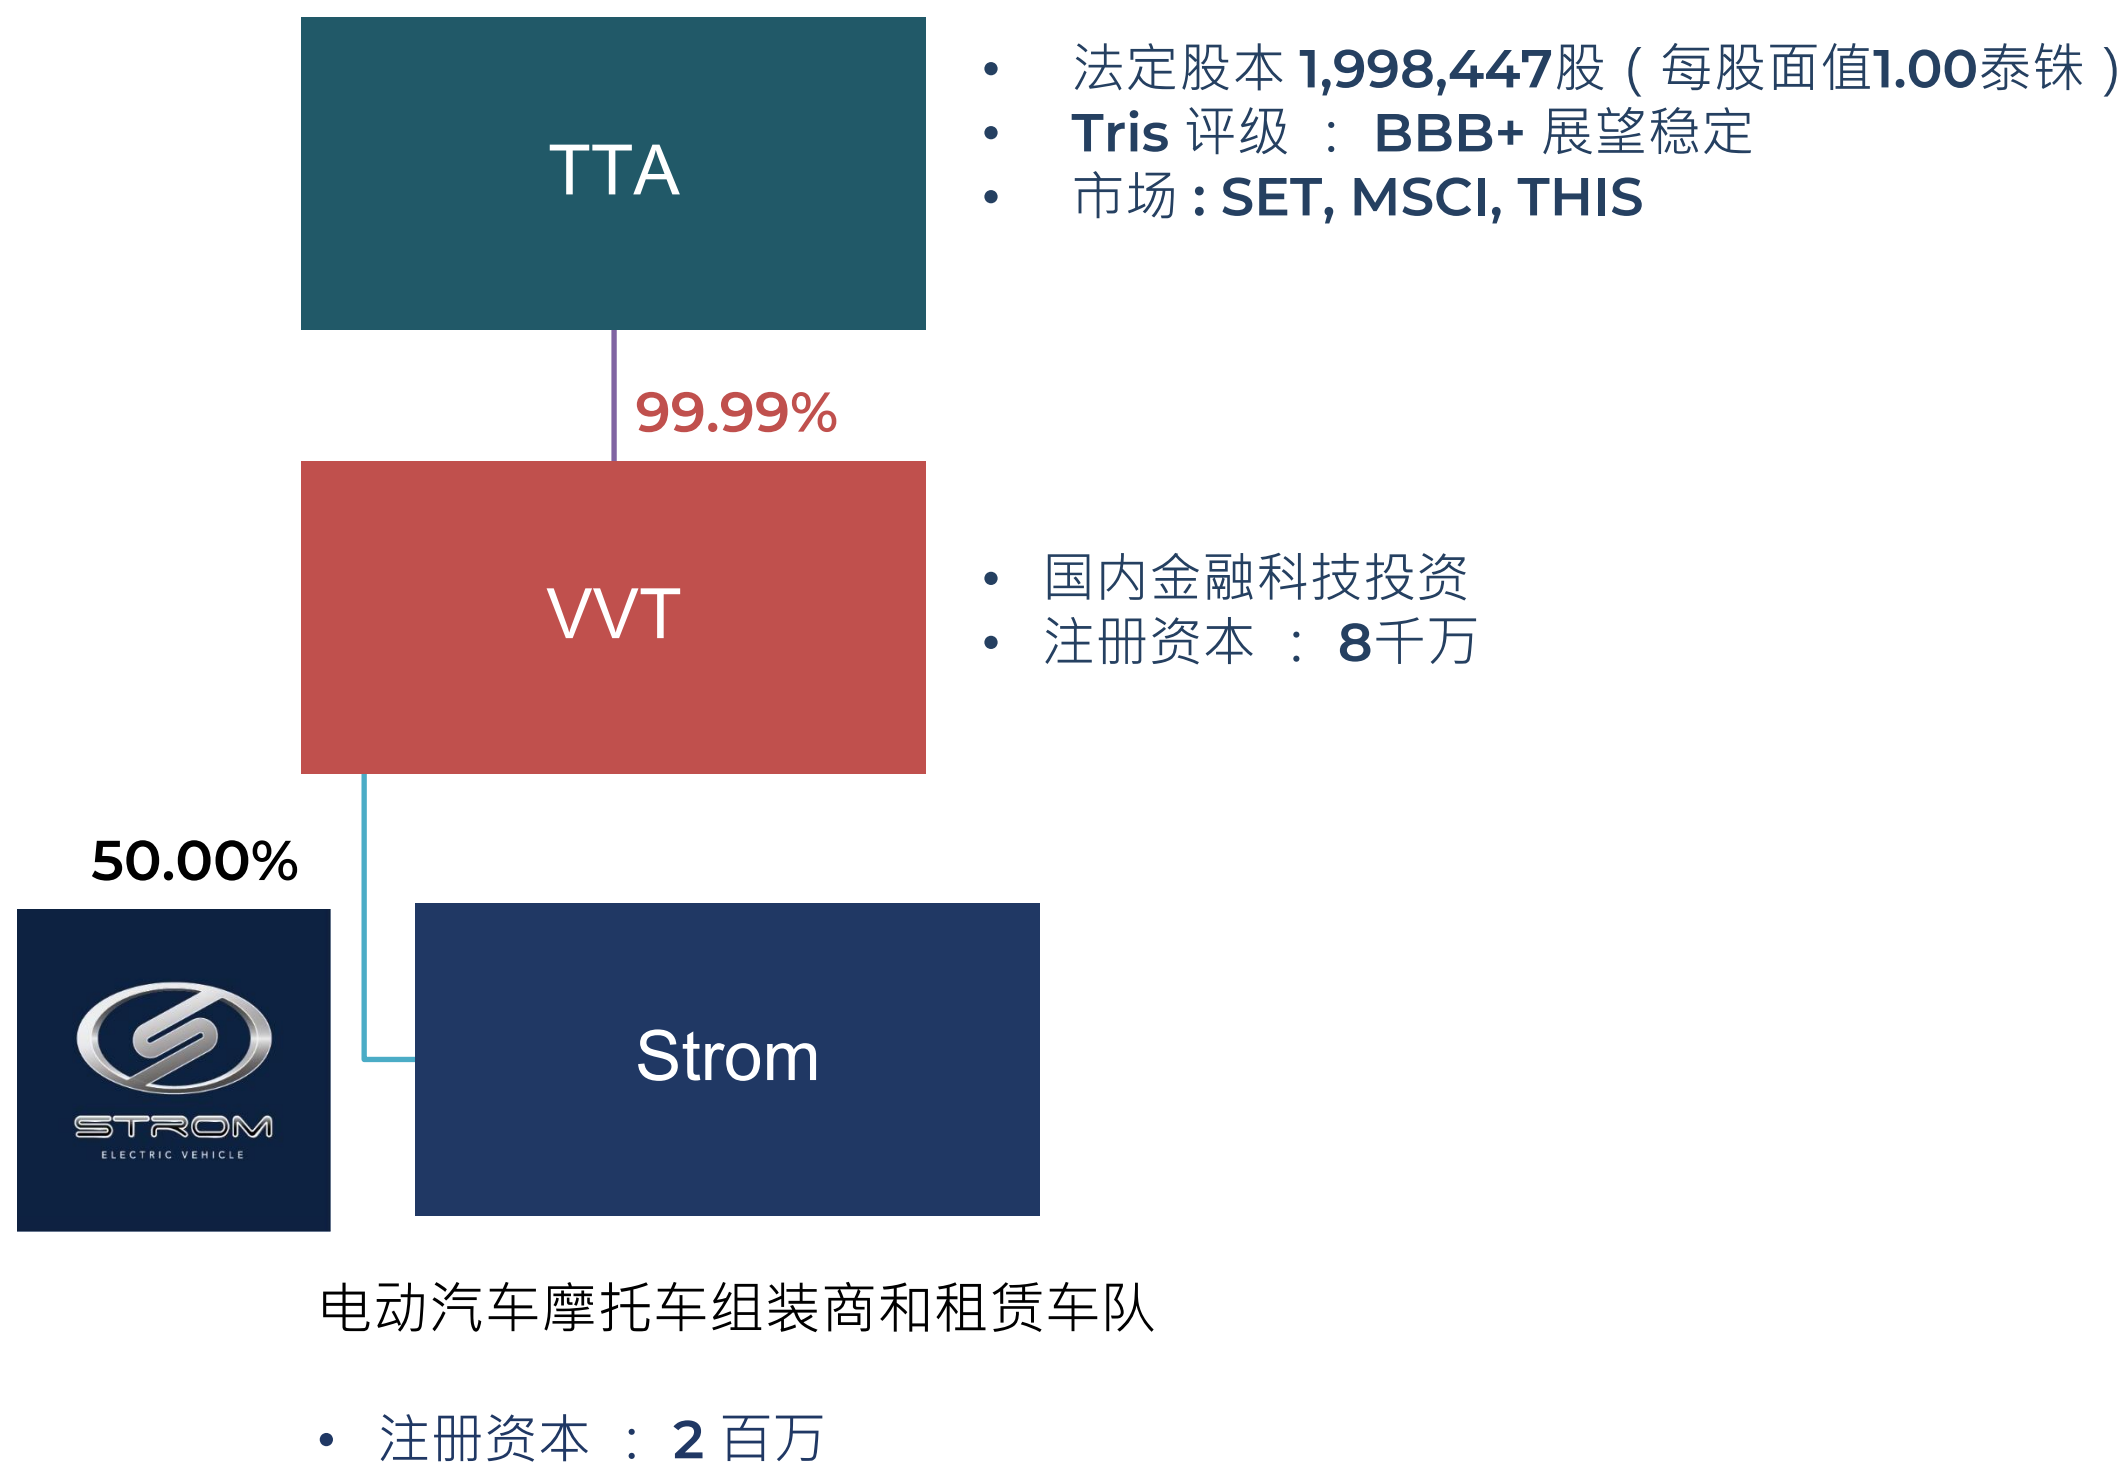 TTA
• 法定股本 1,998,447股（每股面值1.00泰铢）
• Tris 评级 ： BBB+ 展望稳定
• 市场 : SET, MSCI, THIS
99.99%
VVT
• 国内金融科技投资
• 注册资本 ： 8千万
50.00%
STROM
ELECTRIC VEHICLE
Strom
电动汽车摩托车组装商和租赁车队
• 注册资本 ： 2 百万